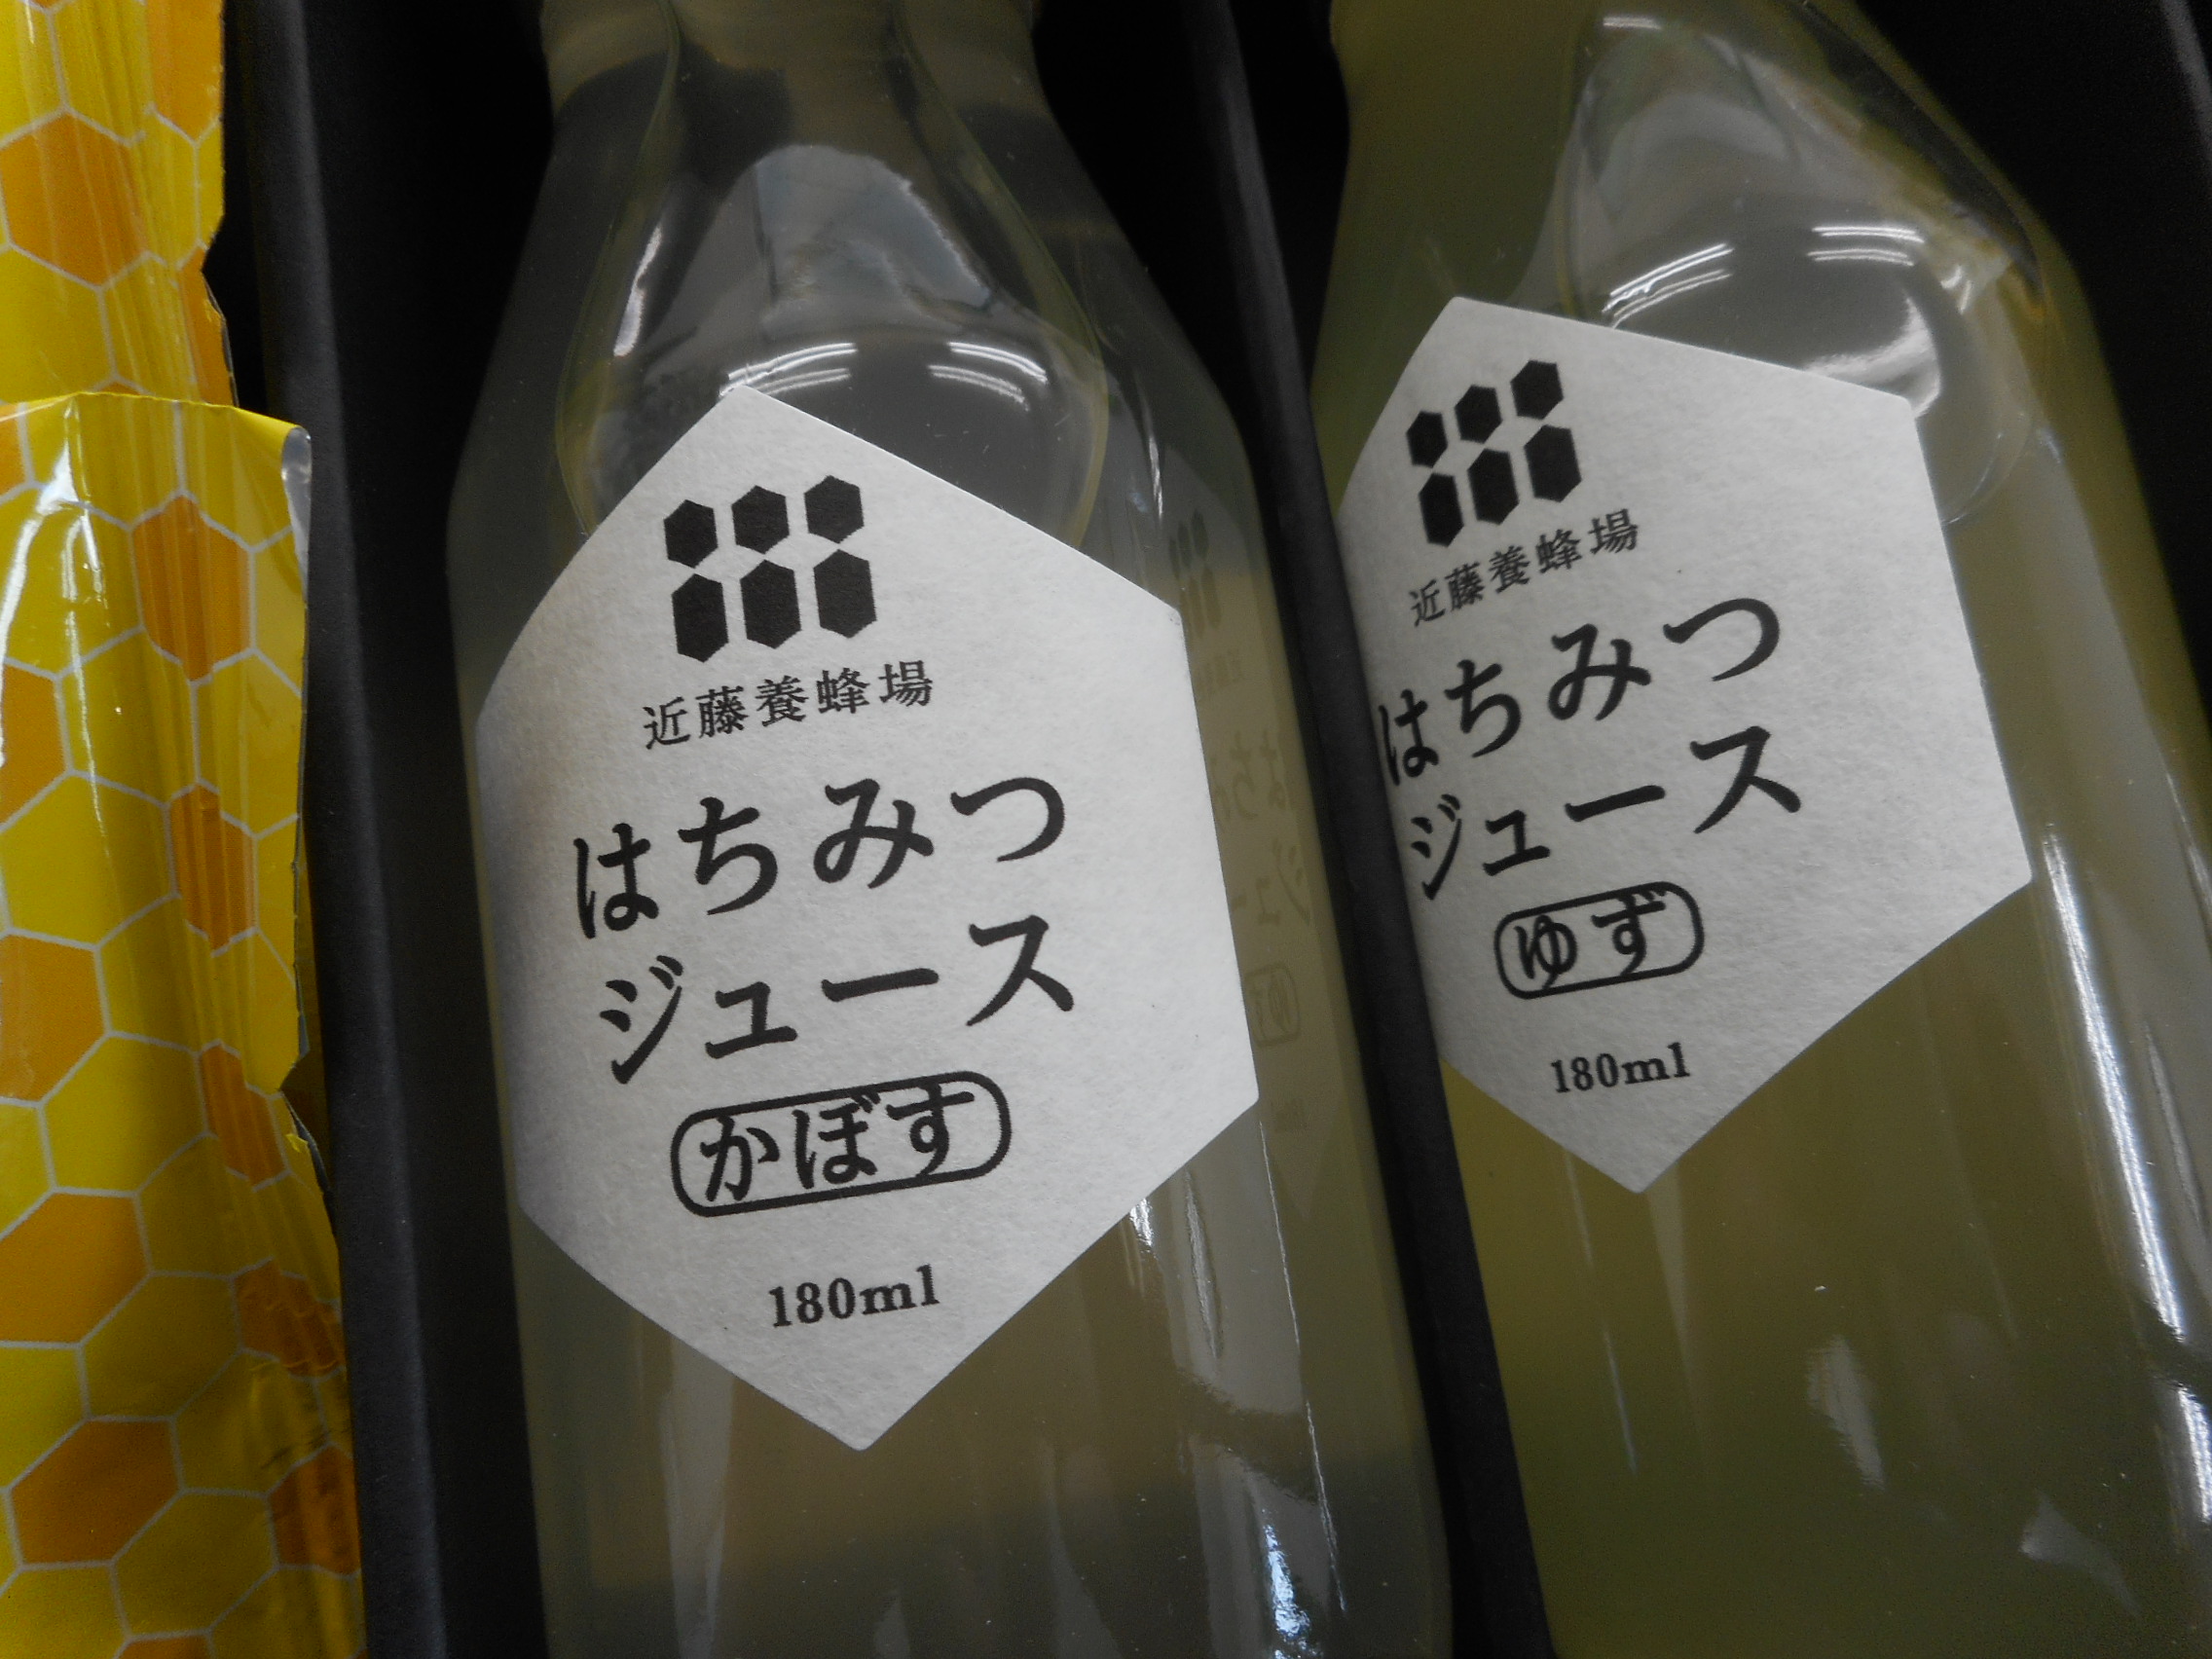 近藤養蜂場
はちみつ
ジュース
かぼす
180ml
近藤養蜂場
はちみつ
ジュース
ゆず
180ml